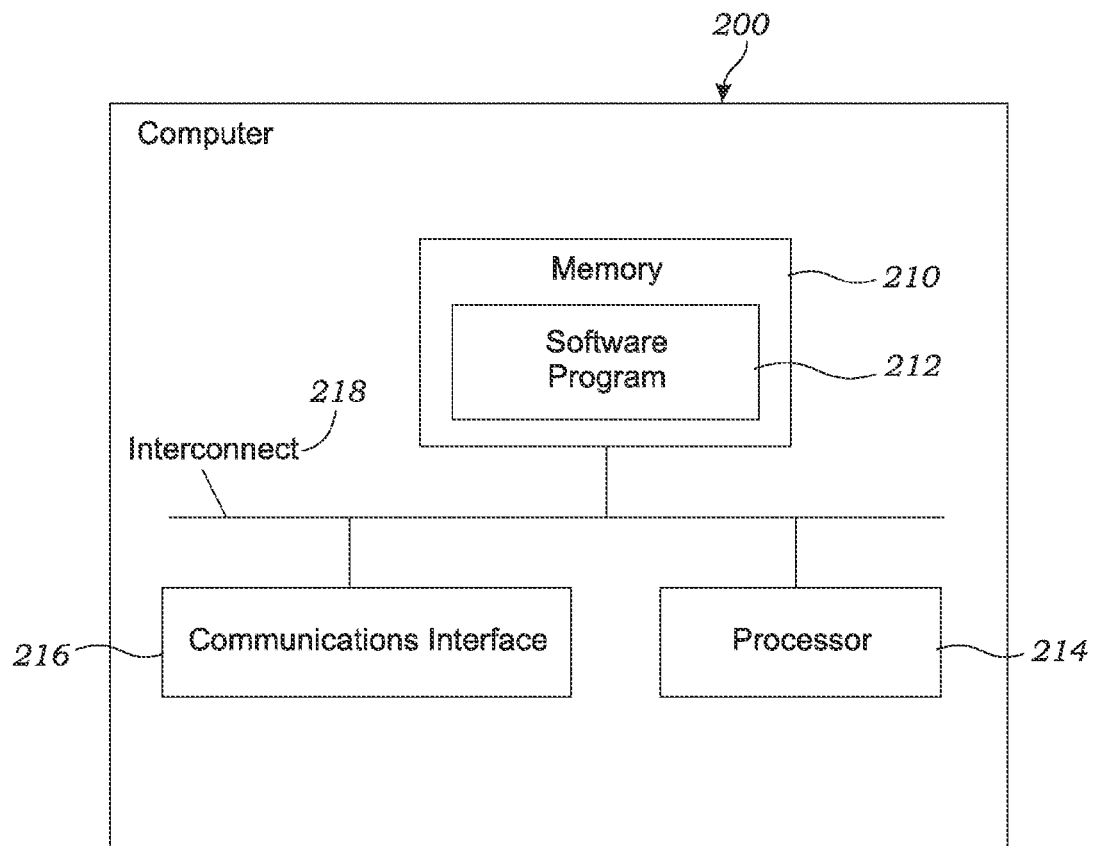 200
Computer
Memory
210
Software
Program
212
218
Interconnect
Communications Interface
216
Processor
214